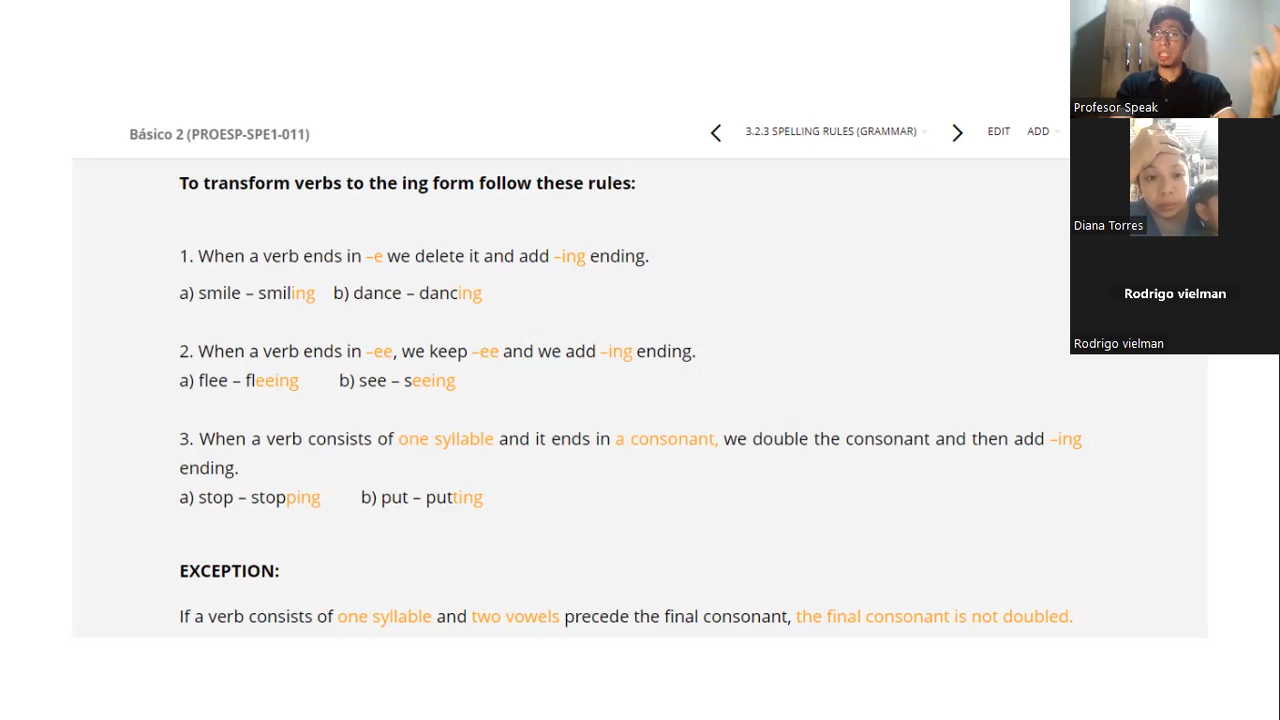 Básico 2 (PROESP-SPE1-011)
3.2.3 SPELLING RULES (GRAMMAR)
EDIT
ADD
To transform verbs to the ing form follow these rules:
1. When a verb ends in –e we delete it and add –ing ending.
a) smile – smiling b) dance – dancing
2. When a verb ends in –ee, we keep –ee and we add –ing ending.
a) flee – fleeing b) see – seeing
3. When a verb consists of one syllable and it ends in a consonant, we double the consonant and then add –ing
ending.
a) stop – stopping b) put – putting
EXCEPTION:
If a verb consists of one syllable and two vowels precede the final consonant, the final consonant is not doubled.
Profesor Speak
Diana Torres
Rodrigo vielman
Rodrigo vielman